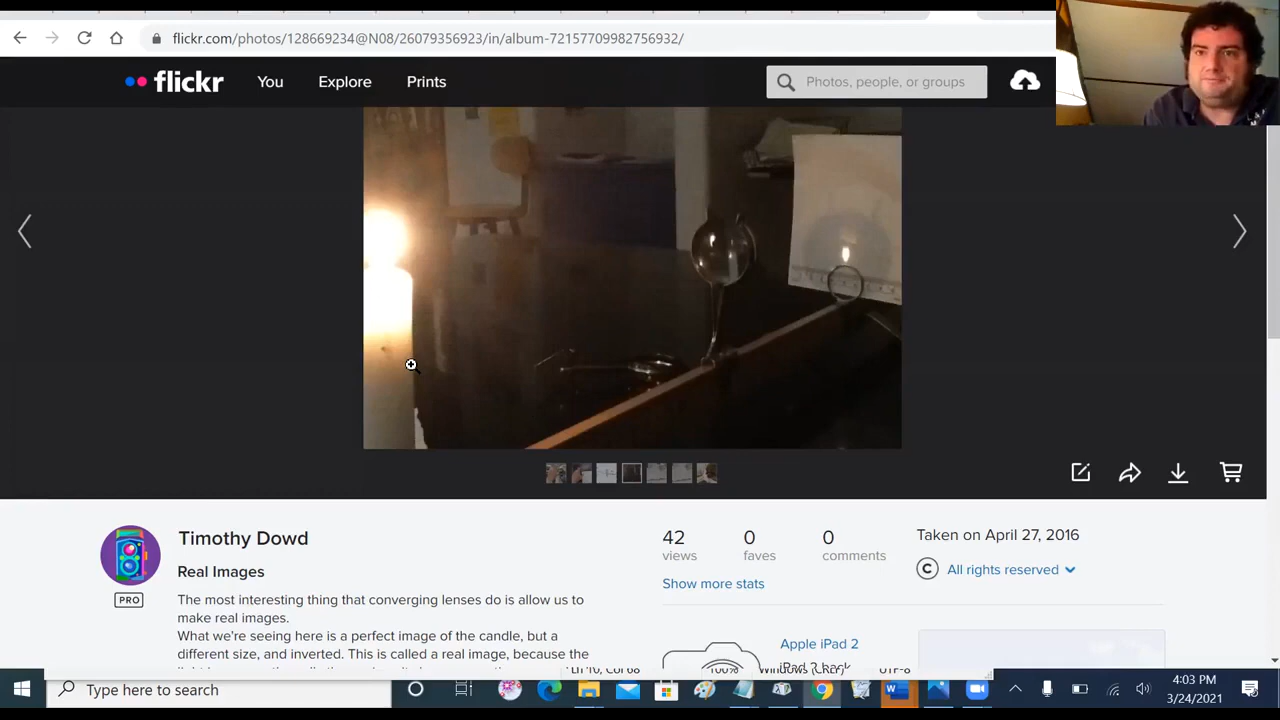 flickr.com/photos/128669234@N08/26079356923/in/album-72157709982756932/
flickr You Explore Prints Photos, people, or groups
Timothy Dowd
Real Images
PRO
The most interesting thing that converging lenses do is allow us to
make real images.
What we're seeing here is a perfect image of the candle, but a
different size, and inverted. This is called a real image, because the
42
views
0
faves
0
comments
Show more stats
Taken on April 27, 2016
All rights reserved
Apple iPad 2
100%
Type here to search
4:03 PM
3/24/2021